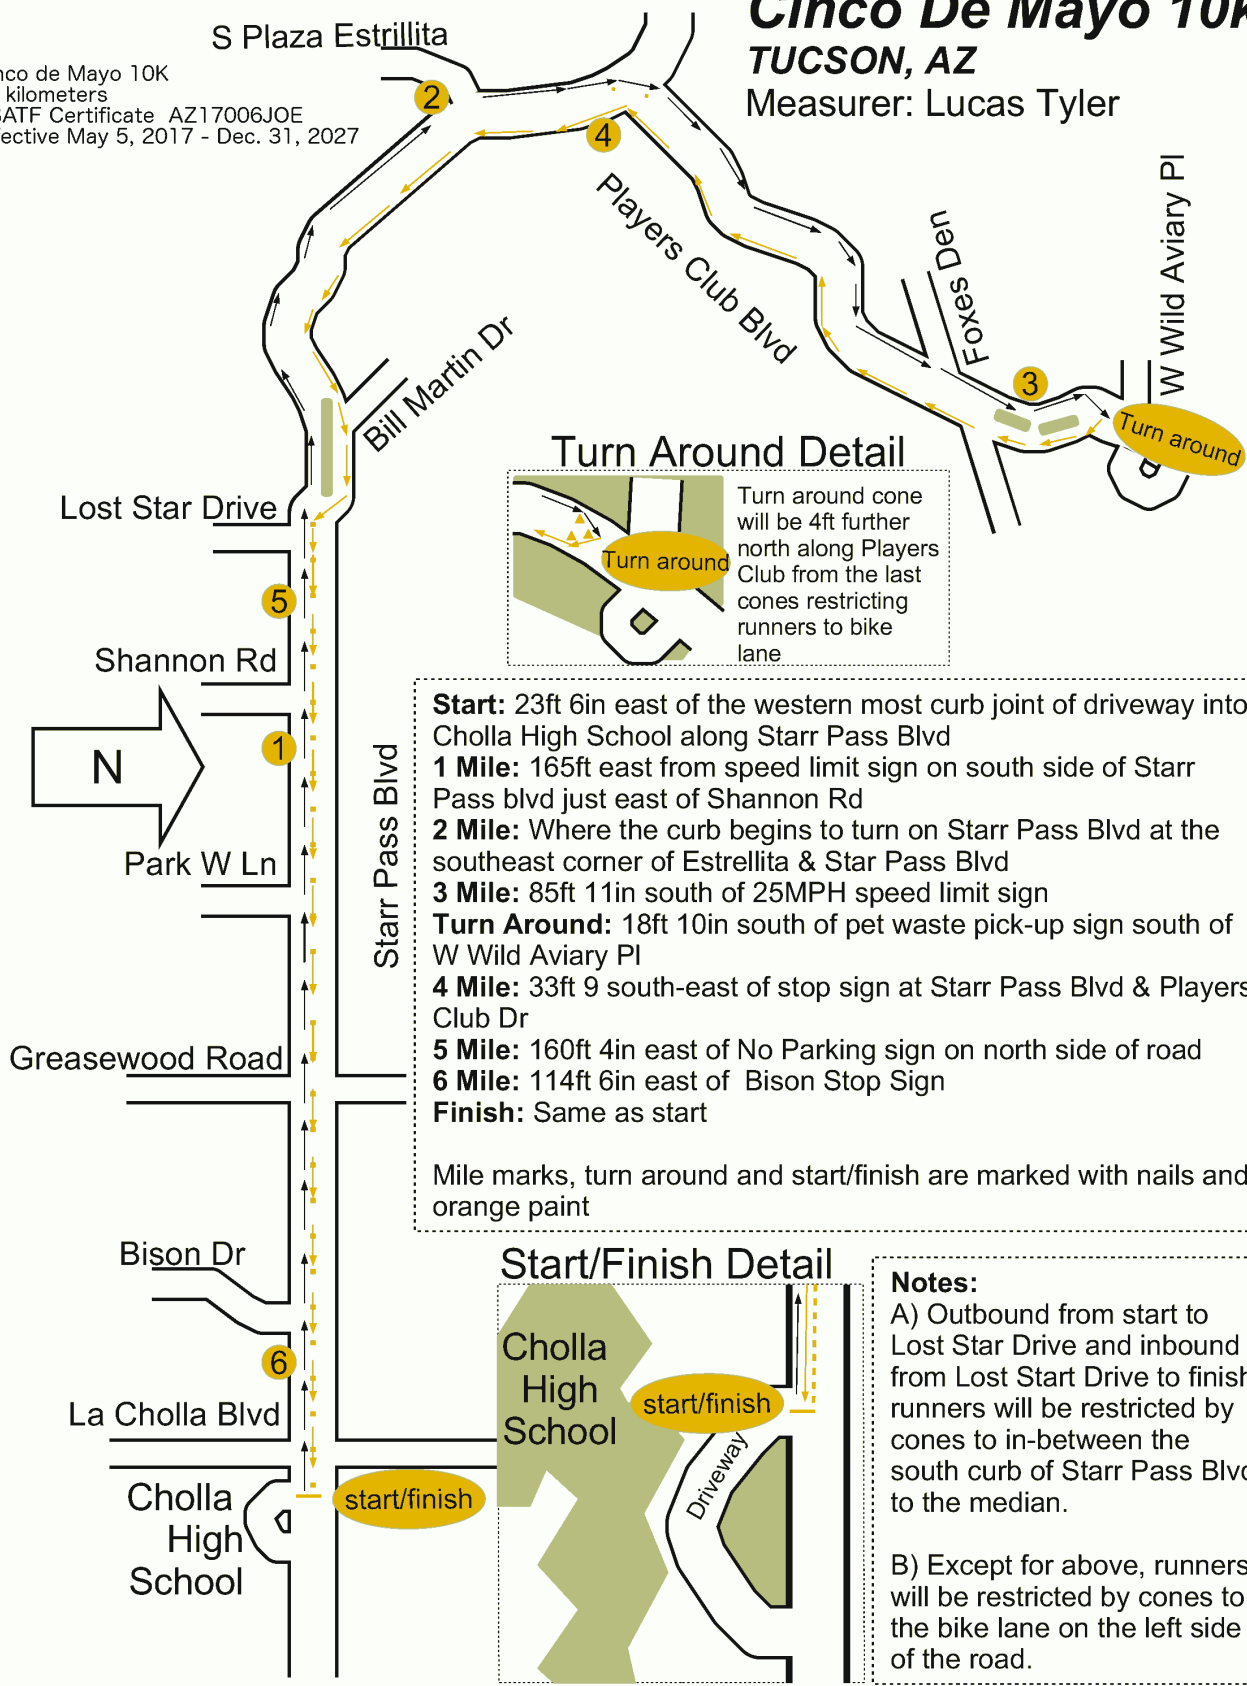 Cinco De Mayo 10K
TUCSON, AZ
Measurer: Lucas Tyler
nco de Mayo 10K
kilometers
SATF Certificate AZ17006JOE
fective May 5, 2017 - Dec. 31, 2027
S Plaza Estrillita
2
4
Players Club Blvd
Foxes Den
W Wild Aviary Pl
3
Turn around
Bill Martin Dr
Lost Star Drive
5
Shannon Rd
N
1
Park W Ln
Starr Pass Blvd
Greasewood Road
Bison Dr
6
La Cholla Blvd
Cholla
High
School
start/finish
Turn Around Detail
Turn around
Turn around cone
will be 4ft further
north along Players
Club from the last
cones restricting
runners to bike
lane
Start: 23ft 6in east of the western most curb joint of driveway into
Cholla High School along Starr Pass Blvd
1 Mile: 165ft east from speed limit sign on south side of Starr
Pass blvd just east of Shannon Rd
2 Mile: Where the curb begins to turn on Starr Pass Blvd at the
southeast corner of Estrellita & Star Pass Blvd
3 Mile: 85ft 11in south of 25MPH speed limit sign
Turn Around: 18ft 10in south of pet waste pick-up sign south of
W Wild Aviary Pl
4 Mile: 33ft 9 south-east of stop sign at Starr Pass Blvd & Players
Club Dr
5 Mile: 160ft 4in east of No Parking sign on north side of road
6 Mile: 114ft 6in east of Bison Stop Sign
Finish: Same as start
Mile marks, turn around and start/finish are marked with nails and
orange paint
Start/Finish Detail
Cholla
High
School
start/finish
Driveway
Notes:
A) Outbound from start to
Lost Star Drive and inbound
from Lost Start Drive to finish
runners will be restricted by
cones to in-between the
south curb of Starr Pass Blvd
to the median.
B) Except for above, runners
will be restricted by cones to
the bike lane on the left side
of the road.